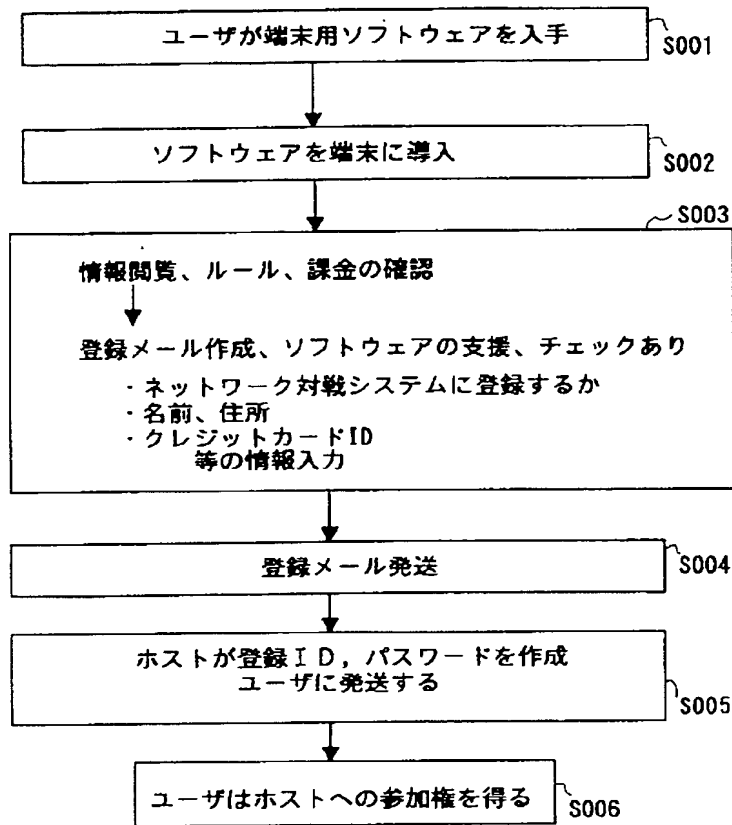 ユーザが端末用ソフトウェアを入手
S001
ソフトウェアを端末に導入
S002
S003
情報閲覧、ルール、課金の確認
登録メール作成、ソフトウェアの支援、チェックあり
・ネットワーク対戦システムに登録するか
・名前、住所
・クレジットカードID
等の情報入力
登録メール発送
S004
ホストが登録ID,パスワードを作成
ユーザに発送する
S005
ユーザはホストへの参加権を得る
S006